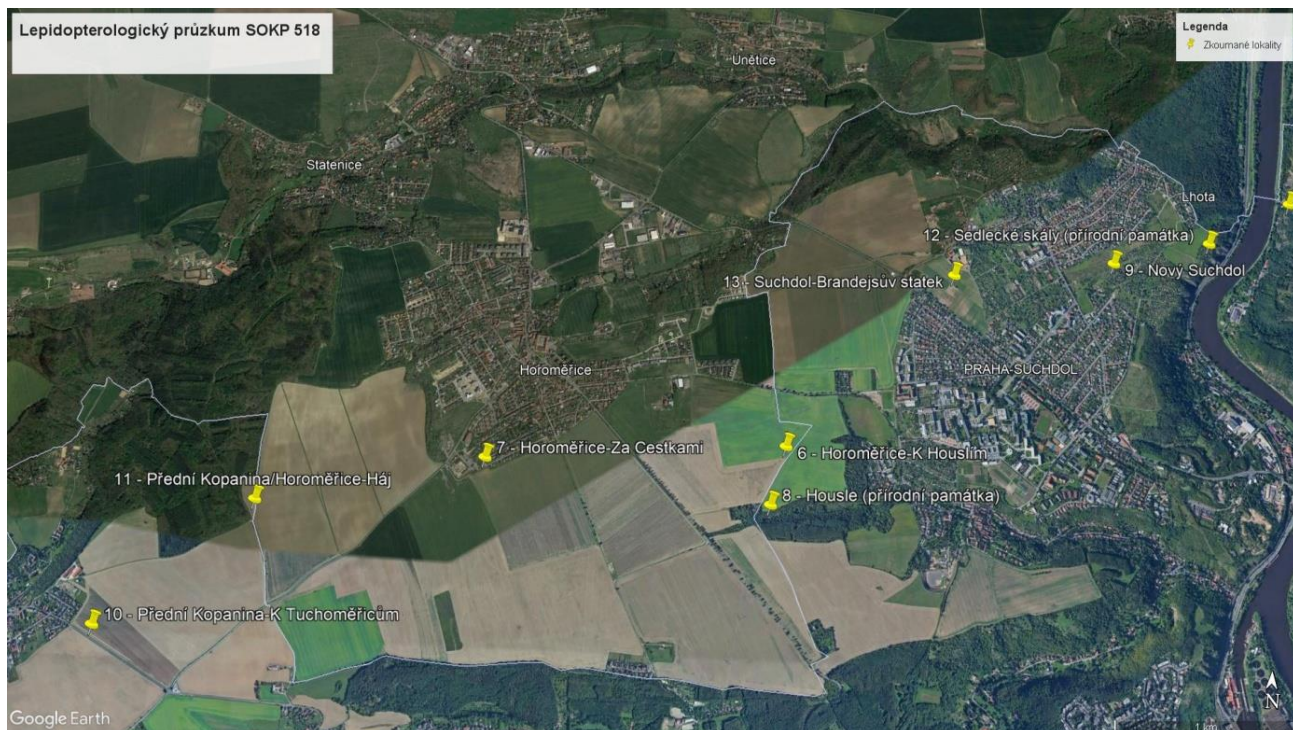 Lepidopterologický průzkum SOKP 518
Legenda
Zkoumané lokality
Únětice
Statenice
Lhota
12 - Sedlecké skály (přírodní památka)
9 - Nový Suchdol
13 - Suchdol-Brandejsův statek
Horoměřice
PRAHA-SUCHDOL
7 - Horoměřice-Za Cestkami
6 - Horoměřice-K Houslím
11 - Přední Kopanina/Horoměřice-Háj
8 - Housle (přírodní památka)
10 - Přední Kopanina-K Tuchoměřicům
N
Google Earth
1 km